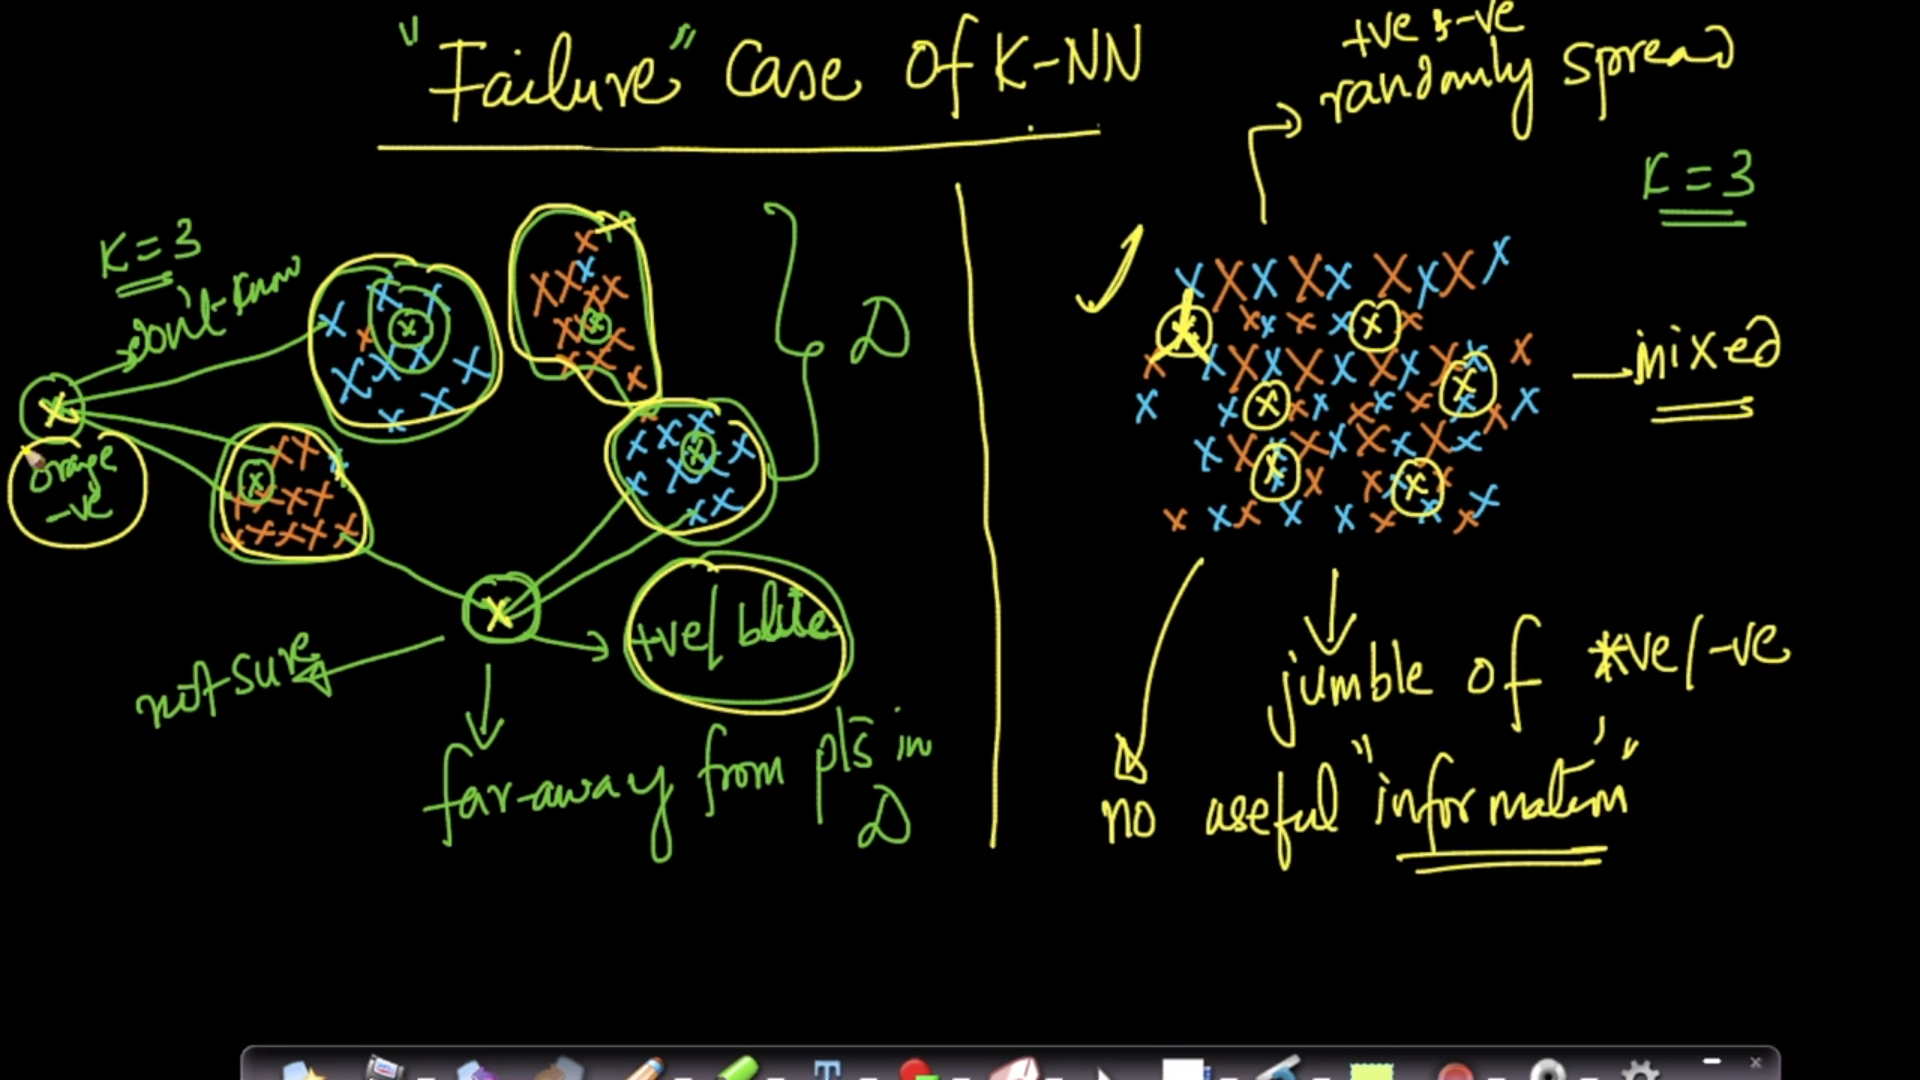 "Failure" Case Of K-NN
K=3
don't know
orange
-ve
D
not sure
+ve/ blue
far-away from pts in
D
+ve & -ve
randomly spread
K=3
mixed
jumble of +ve/-ve
no useful "information"